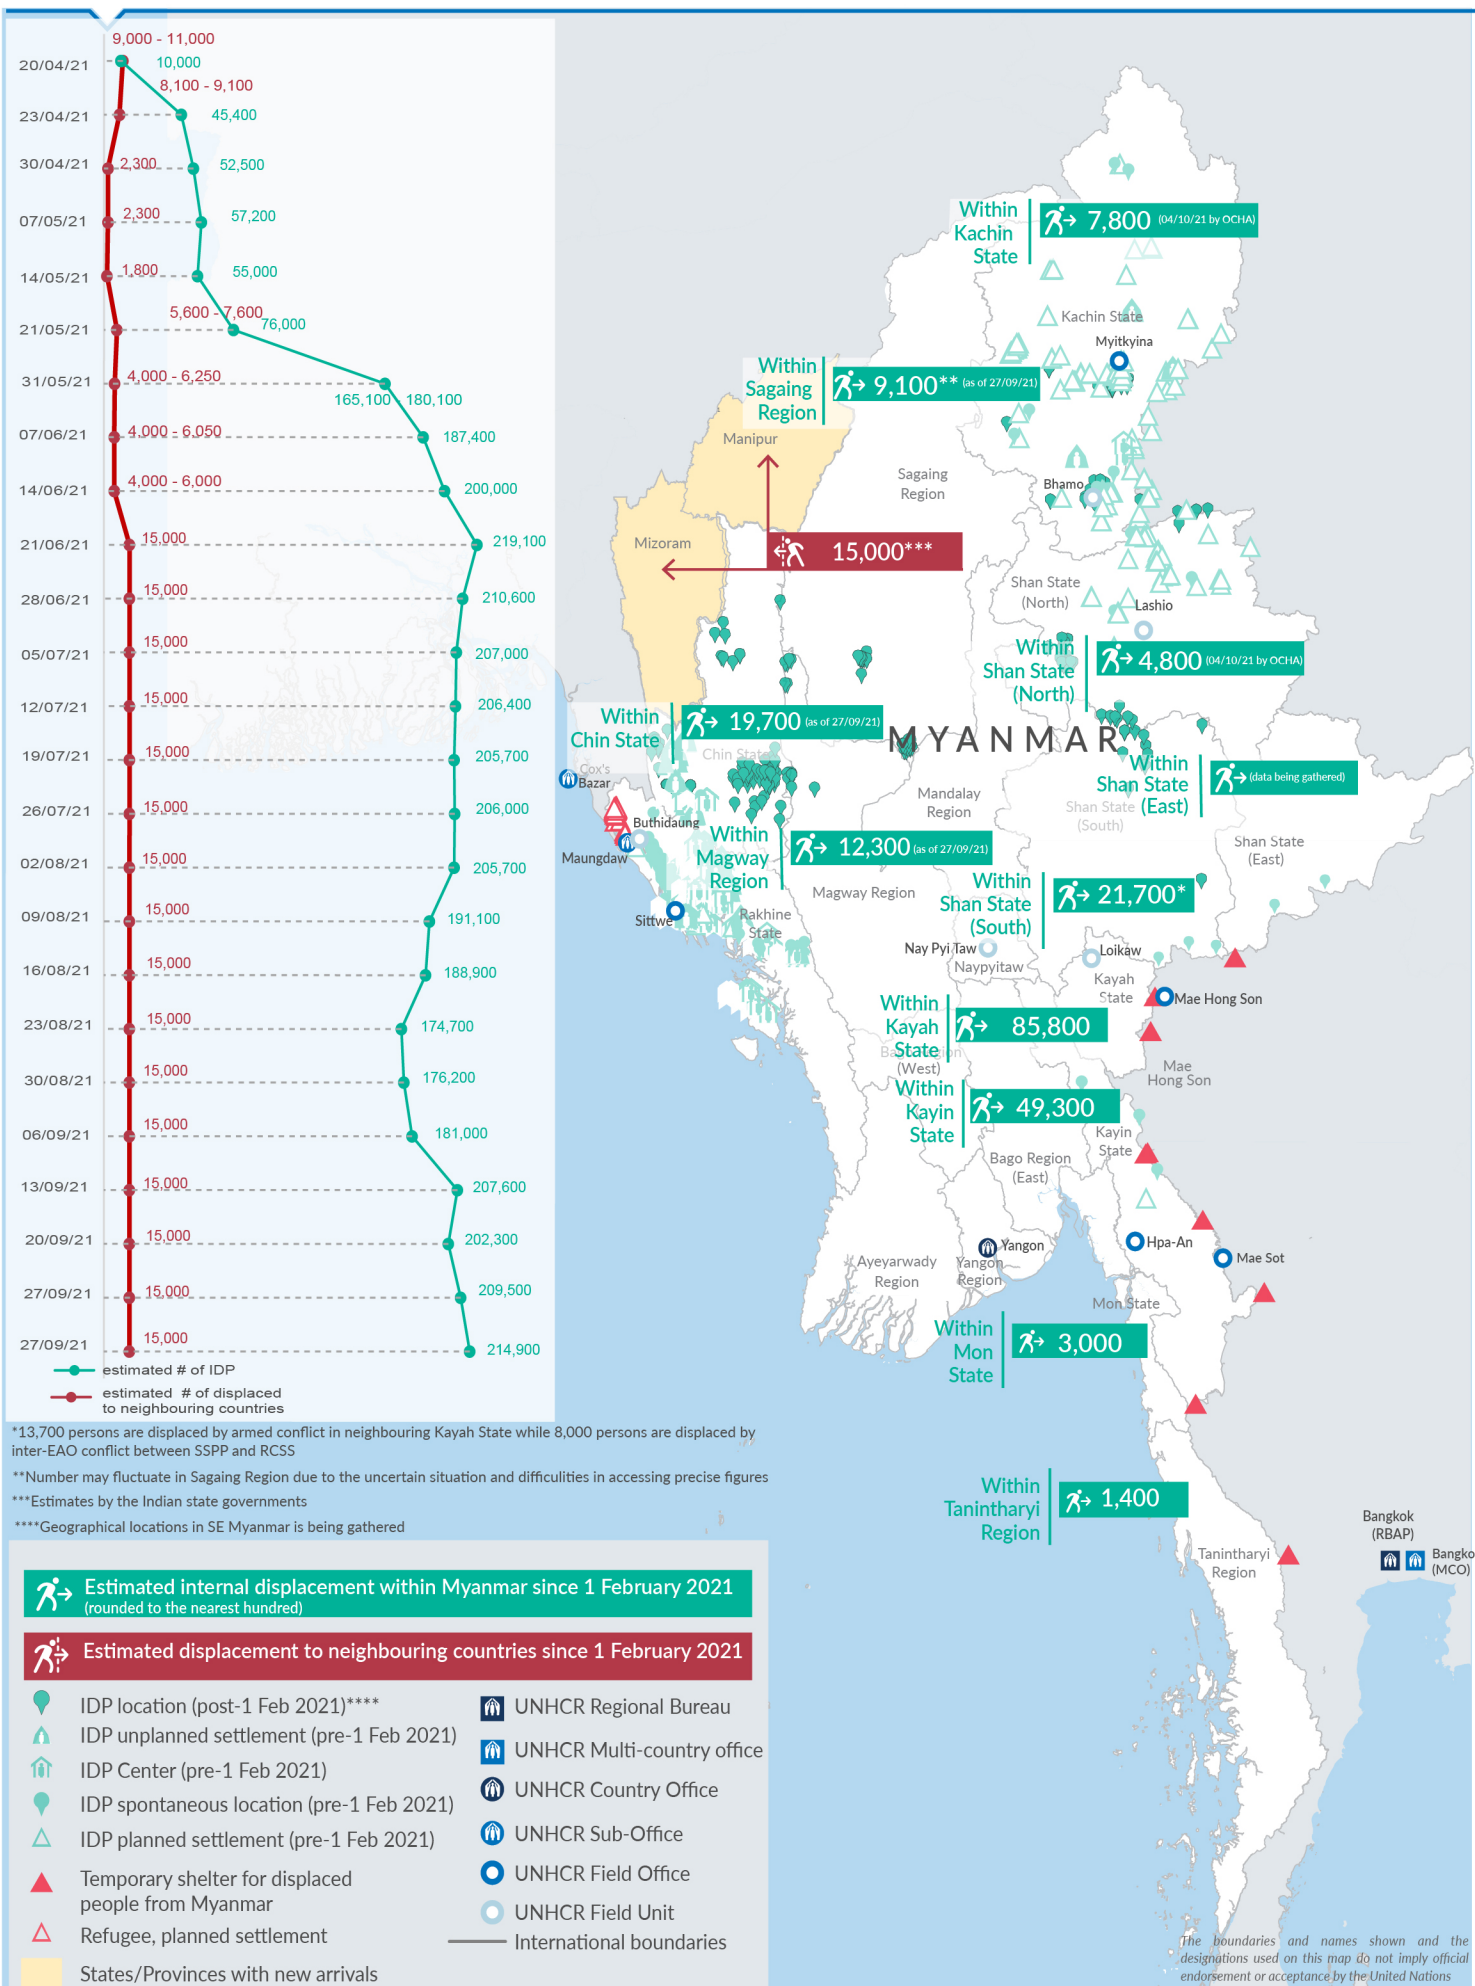 9,000 - 11,000
20/04/21
10,000
8,100 - 9,100
23/04/21
45,400
30/04/21
2,300
52,500
07/05/21
2,300
57,200
14/05/21
1,800
55,000
5,600 - 7,600
21/05/21
76,000
31/05/21
4,000 - 6,250
165,100 - 180,100
07/06/21
4,000 - 6,050
187,400
14/06/21
4,000 - 6,000
200,000
21/06/21
15,000
219,100
28/06/21
15,000
210,600
05/07/21
15,000
207,000
12/07/21
15,000
206,400
19/07/21
15,000
205,700
26/07/21
15,000
206,000
02/08/21
15,000
205,700
09/08/21
15,000
191,100
16/08/21
15,000
188,900
23/08/21
15,000
174,700
30/08/21
15,000
176,200
06/09/21
15,000
181,000
13/09/21
15,000
207,600
20/09/21
15,000
202,300
27/09/21
15,000
209,500
27/09/21
15,000
214,900
estimated # of IDP
estimated # of displaced
to neighbouring countries
*13,700 persons are displaced by armed conflict in neighbouring Kayah State while 8,000 persons are displaced by
inter-EAO conflict between SSPP and RCSS
**Number may fluctuate in Sagaing Region due to the uncertain situation and difficulities in accessing precise figures
***Estimates by the Indian state governments
****Geographical locations in SE Myanmar is being gathered
Within
Kachin
State
7,800 (04/10/21 by OCHA)
Kachin State
Myitkyina
Within
Sagaing
Region
9,100** (as of 27/09/21)
Manipur
Sagaing
Region
Bhamo
Mizoram
15,000***
Shan State
(North)
Lashio
Within
Shan State
(North)
4,800 (04/10/21 by OCHA)
Within
Chin State
19,700 (as of 27/09/21)
MYANMAR
Chin State
Cox's
Bazar
Within
Shan State
(East)
(data being gathered)
Mandalay
Region
Shan State
(South)
Buthidaung
Maungdaw
Within
Magway
Region
12,300 (as of 27/09/21)
Shan State
(East)
Magway Region
Within
Shan State
(South)
21,700*
Sittwe
Rakhine
State
Nay Pyi Taw
Naypyitaw
Loikaw
Kayah
State
Mae Hong Son
Within
Kayah
State
85,800
Bago Region
(West)
Mae
Hong Son
Within
Kayin
State
49,300
Kayin
State
Bago Region
(East)
Hpa-An
Yangon
Mae Sot
Ayeyarwady
Region
Yangon
Region
Mon State
Within
Mon
State
3,000
Within
Tanintharyi
Region
1,400
Tanintharyi
Region
Bangkok
(RBAP)
Bangko
(MCO)
Estimated internal displacement within Myanmar since 1 February 2021
(rounded to the nearest hundred)
Estimated displacement to neighbouring countries since 1 February 2021
IDP location (post-1 Feb 2021)****
IDP unplanned settlement (pre-1 Feb 2021)
IDP Center (pre-1 Feb 2021)
IDP spontaneous location (pre-1 Feb 2021)
IDP planned settlement (pre-1 Feb 2021)
Temporary shelter for displaced
people from Myanmar
Refugee, planned settlement
States/Provinces with new arrivals
UNHCR Regional Bureau
UNHCR Multi-country office
UNHCR Country Office
UNHCR Sub-Office
UNHCR Field Office
UNHCR Field Unit
International boundaries
The boundaries and names shown and the
designations used on this map do not imply official
endorsement or acceptance by the United Nations